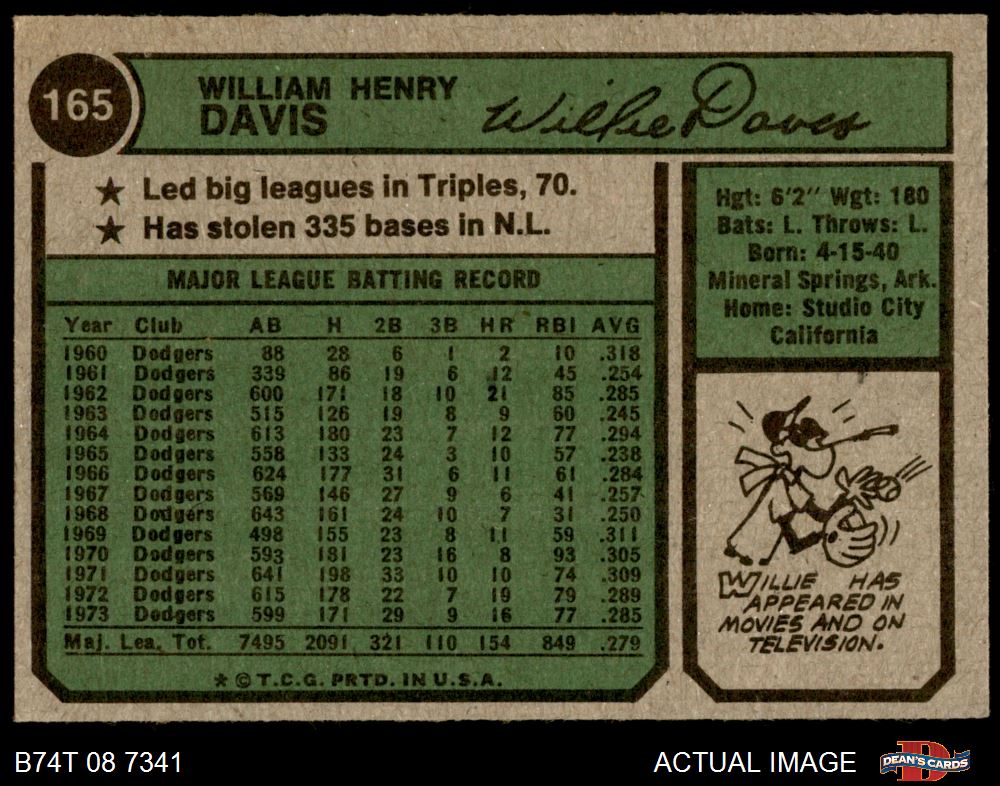 165
WILLIAM HENRY
DAVIS
Willie Davis
★ Led big leagues in Triples, 70.
★ Has stolen 335 bases in N.L.
MAJOR LEAGUE BATTING RECORD
Year Club AB H 2B 3B HR RBI AVG
1960 Dodgers 88 28 6 1 2 10 .318
1961 Dodgers 339 86 19 6 12 45 .254
1962 Dodgers 600 171 18 10 21 85 .285
1963 Dodgers 515 126 19 8 9 60 .245
1964 Dodgers 613 180 23 7 12 77 .294
1965 Dodgers 558 133 24 3 10 57 .238
1966 Dodgers 624 177 31 6 11 61 .284
1967 Dodgers 569 146 27 9 6 41 .257
1968 Dodgers 643 161 24 10 7 31 .250
1969 Dodgers 498 155 23 8 11 59 .311
1970 Dodgers 593 181 23 16 8 93 .305
1971 Dodgers 641 198 33 10 10 74 .309
1972 Dodgers 615 178 22 7 19 79 .289
1973 Dodgers 599 171 29 9 16 77 .285
Maj. Lea. Tot. 7495 2091 321 110 154 849 .279
* © T.C.G. PRTD. IN U.S.A.
Hgt: 6'2" Wgt: 180
Bats: L. Throws: L.
Born: 4-15-40
Mineral Springs, Ark.
Home: Studio City
California
WILLIE HAS
APPEARED IN
MOVIES AND ON
TELEVISION.
B74T 08 7341
ACTUAL IMAGE
D
DEAN'S CARDS